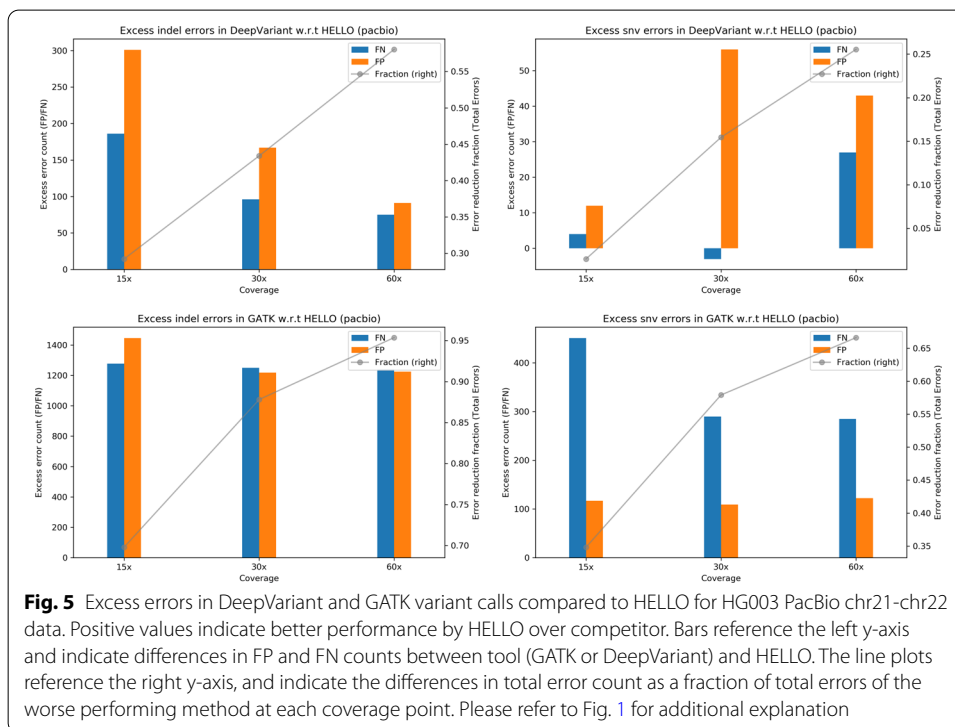 Excess indel errors in DeepVariant w.r.t HELLO (pacbio)
FN
FP
Fraction (right)
Excess error count (FP/FN)
300
250
200
150
100
50
0
15x
30x
60x
Coverage
0.55
0.50
0.45
0.40
0.35
0.30
Error reduction fraction (Total Errors)
Excess snv errors in DeepVariant w.r.t HELLO (pacbio)
FN
FP
Fraction (right)
Excess error count (FP/FN)
50
40
30
20
10
0
15x
30x
60x
Coverage
0.25
0.20
0.15
0.10
0.05
Error reduction fraction (Total Errors)
Excess indel errors in GATK w.r.t HELLO (pacbio)
FN
FP
Fraction (right)
Excess error count (FP/FN)
1400
1200
1000
800
600
400
200
0
15x
30x
60x
Coverage
0.95
0.90
0.85
0.80
0.75
0.70
Error reduction fraction (Total Errors)
Excess snv errors in GATK w.r.t HELLO (pacbio)
FN
FP
Fraction (right)
Excess error count (FP/FN)
400
300
200
100
0
15x
30x
60x
Coverage
0.65
0.60
0.55
0.50
0.45
0.40
0.35
Error reduction fraction (Total Errors)
Fig. 5 Excess errors in DeepVariant and GATK variant calls compared to HELLO for HG003 PacBio chr21-chr22
data. Positive values indicate better performance by HELLO over competitor. Bars reference the left y-axis
and indicate differences in FP and FN counts between tool (GATK or DeepVariant) and HELLO. The line plots
reference the right y-axis, and indicate the differences in total error count as a fraction of total errors of the
worse performing method at each coverage point. Please refer to Fig. 1 for additional explanation